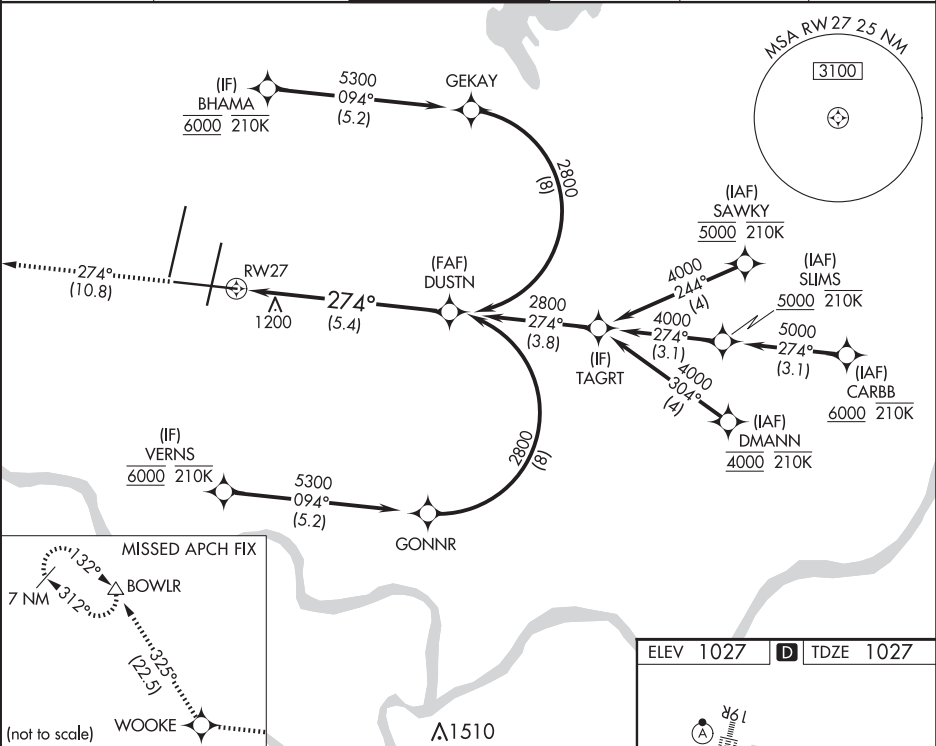 MSA RW27 25 NM
3100
(IF)
BHAMA
6000 210K
5300
094°
(5.2)
GEKAY
2800
(8)
(IAF)
SAWKY
5000 210K
4000
244°
(4)
(IAF)
SLIMS
5000 210K
274°
(10.8)
RW27
1200
274°
(5.4)
(FAF)
DUSTN
2800
274°
(3.8)
(IF)
TAGRT
4000
274°
(3.1)
5000
274°
(3.1)
(IAF)
CARBB
6000 210K
4000
304°
(4)
(IAF)
DMANN
4000 210K
(IF)
VERNS
6000 210K
5300
094°
(5.2)
GONNR
2800
(8)
MISSED APCH FIX
132°
BOWLR
7 NM
312°
325°
(22.5)
WOOKE
(not to scale)
1510
ELEV 1027 D TDZE 1027
19R
A